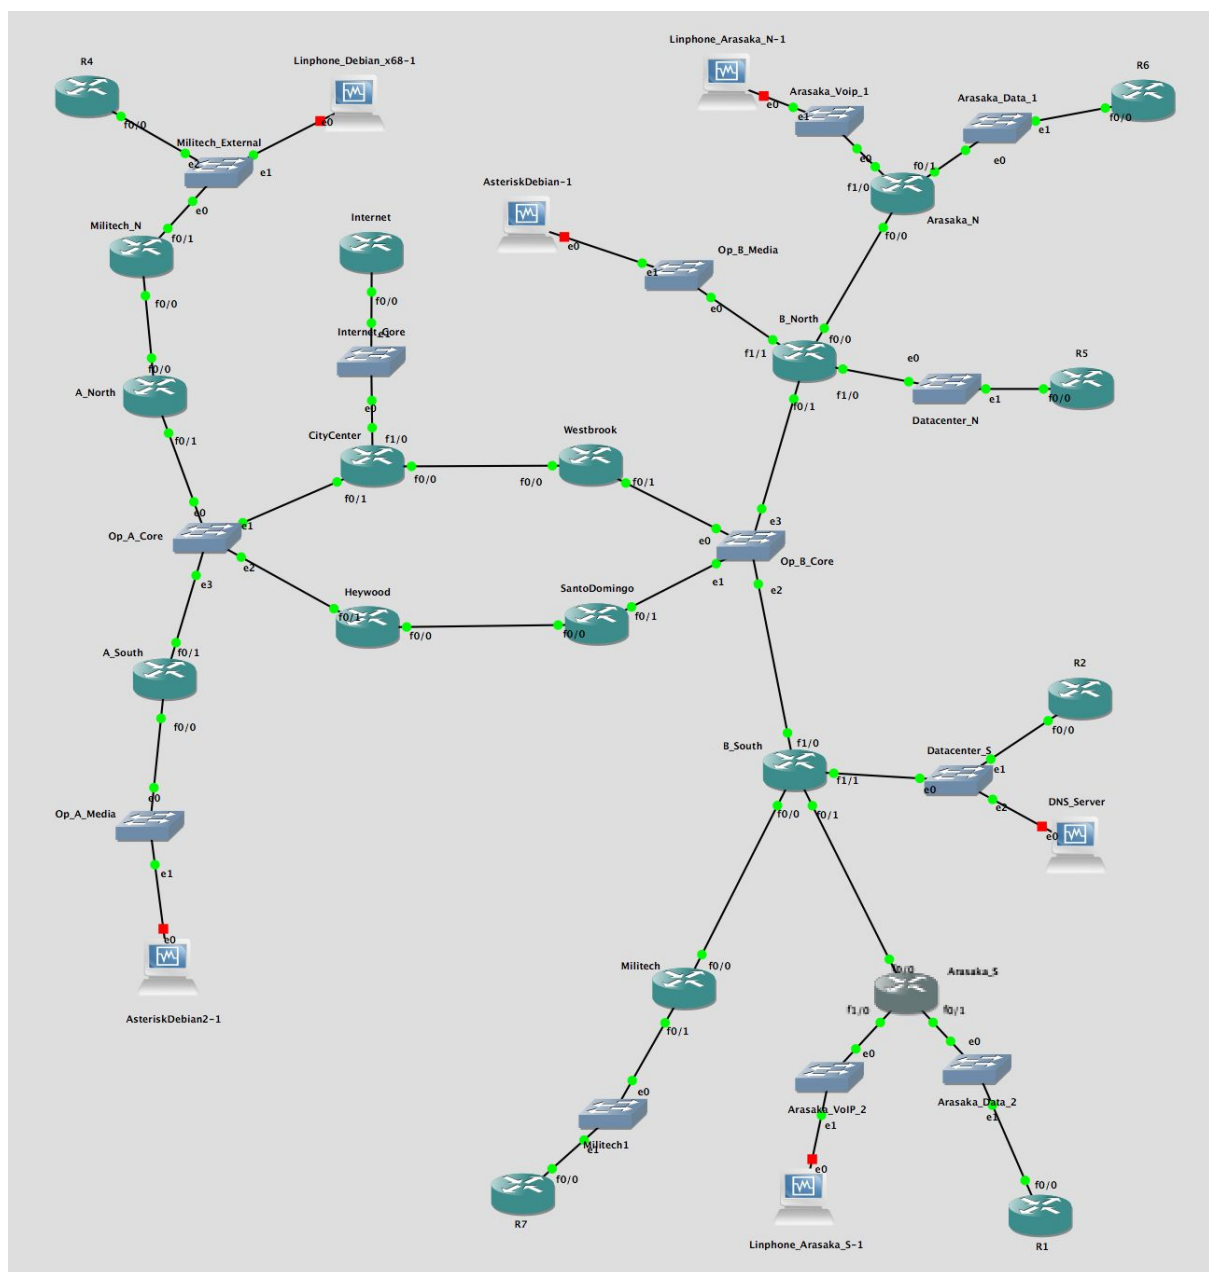 Linphone_Arasaka_N-1
R4
Linphone_Debian_x68-1
R6
Arasaka_Voip_1
Arasaka_Data_1
e0
e1
f0/0
e0
f0/0
e1
Militech_External
e2
e1
e0
f0/1
e0
f1/0
AsteriskDebian-1
Arasaka_N
e0
Militech_N
f0/1
Internet
f0/0
e0
Op_B_Media
e1
f0/0
f0/0
e0
B_North
e1
Internet_Core
f0/0
f1/1
e0
R5
f0/0
A_North
f0/1
e0
f1/0
e1
f0/0
Datacenter_N
CityCenter
f1/0
Westbrook
f0/1
f0/0
f0/0
f0/1
f0/1
e0
e1
e3
Op_A_Core
e0
Op_B_Core
e2
e3
e1
e2
Heywood
SantoDomingo
f0/1
f0/0
f0/0
f0/1
A_South
f0/1
R2
f0/0
f0/0
B_South
f1/0
Datacenter_S
e1
f1/1
e0
e0
e2
DNS_Server
Op_A_Media
f0/0
f0/1
e0
e1
e0
Militech
f0/0
f0/0
Arasaka_S
f1/0
f0/1
AsteriskDebian2-1
f0/1
e0
e0
e0
Arasaka_VoIP_2
Arasaka_Data_2
e1
e1
Militech1
e1
e0
f0/0
f0/0
R7
Linphone_Arasaka_S-1
R1